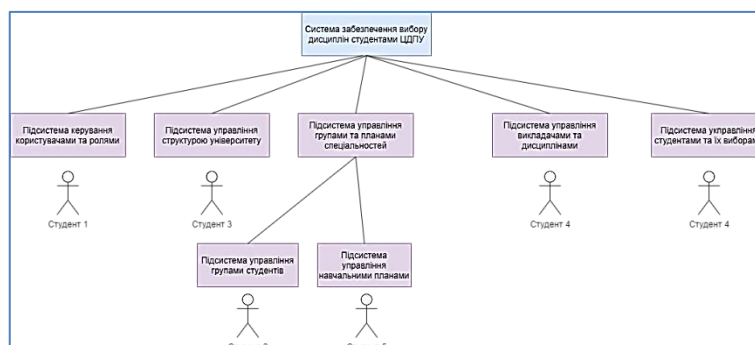 Система забезпечення вибору
дисциплін студентами ЦДПУ
Підсистема керування
користувачами та ролями
Підсистема управління
структурою університету
Підсистема управління
групами та планами
спеціальностей
Підсистема управління
викладачами та
дисциплінами
Підсистема укправління
студентами та їх виборам
Студент 1
Студент 3
Студент 4
Студент 4
Підсистема управління
групами студентів
Підсистема
управління
навчальними планами